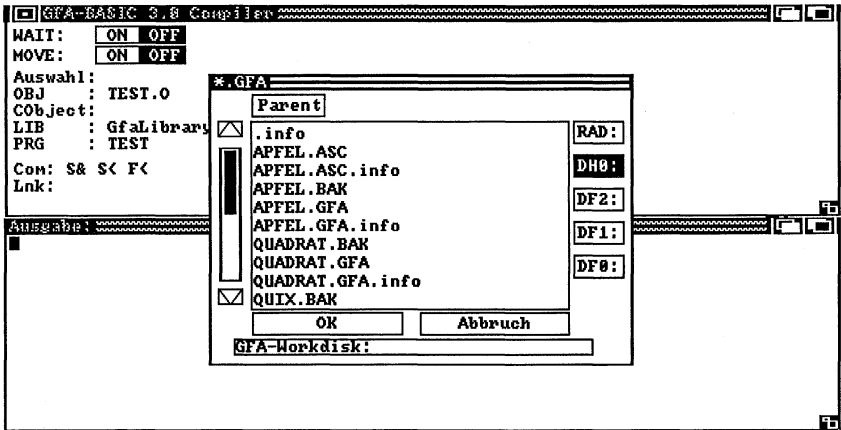 GFA-BASIC 3.0 Compiler
WAIT: ON OFF
MOVE: ON OFF
Auswahl:
OBJ : TEST.O
CObject:
LIB : GfaLibrary
PRG : TEST
Com: S& S< F<
Lnk:
*.GFA
Parent
.info
APFEL.ASC
APFEL.ASC.info
APFEL.BAK
APFEL.GFA
APFEL.GFA.info
QUADRAT.BAK
QUADRAT.GFA
QUADRAT.GFA.info
QUIX.BAK
RAD:
DH0:
DF2:
DF1:
DF0:
OK Abbruch
GFA-Workdisk:
Ausgabe: